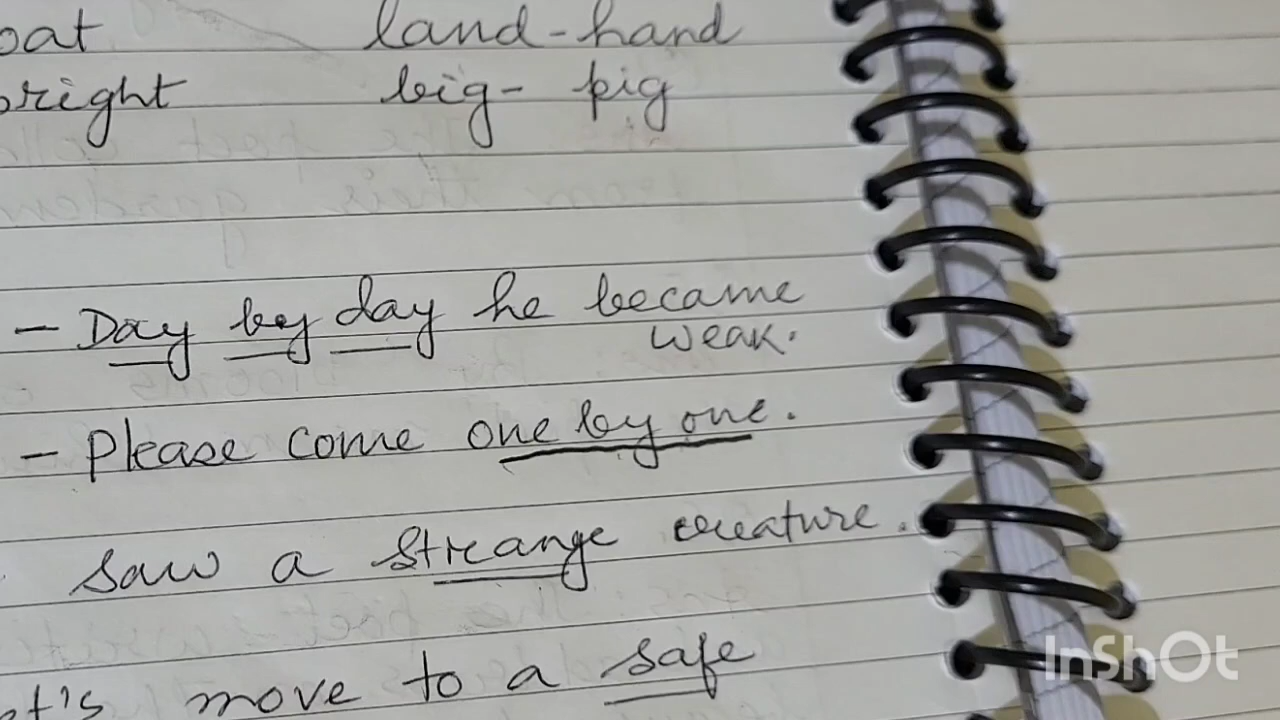 oat land-hand
bright big- pig
- Day by day he became
weak.
- Please come one by one.
saw a strange creature.
t's move to a safe
InShOt